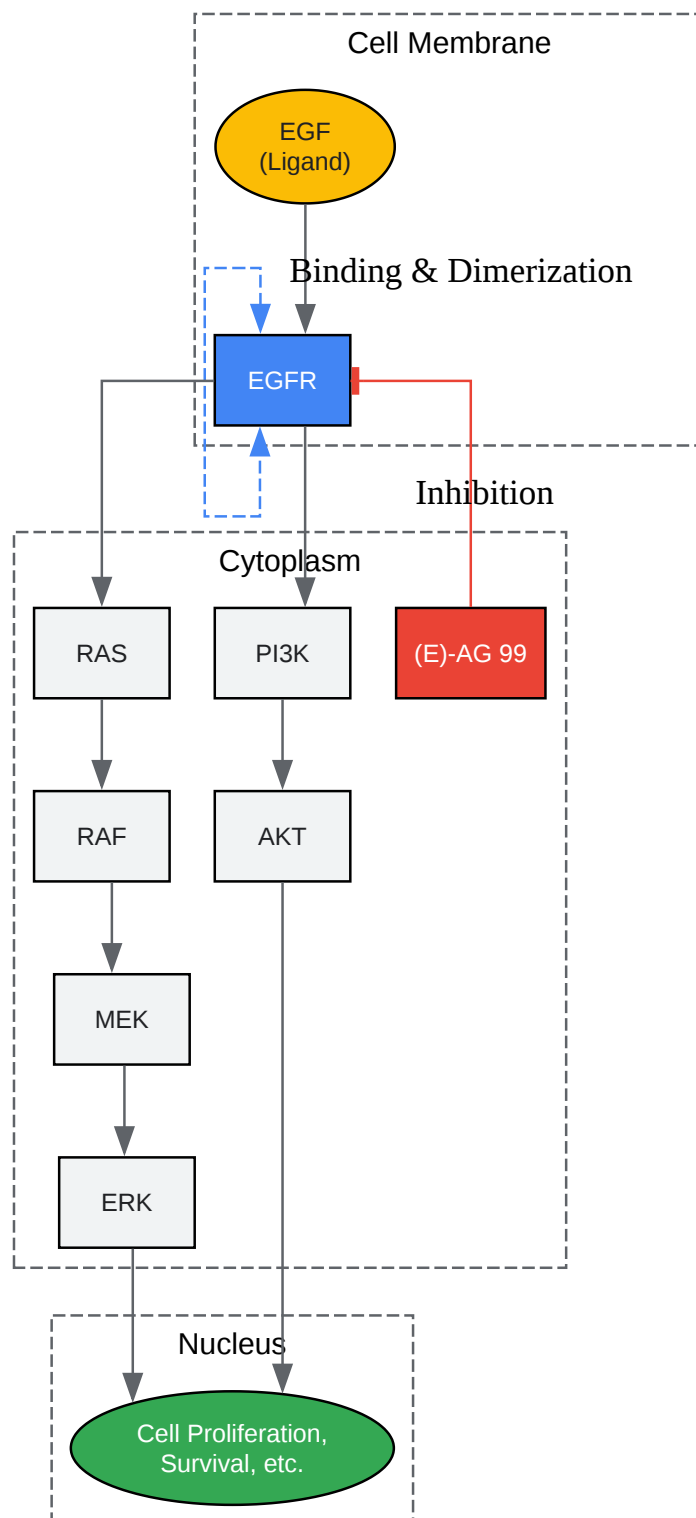 Cell Membrane
EGF
(Ligand)
Binding & Dimerization
EGFR
Inhibition
Cytoplasm
RAS
PI3K
(E)-AG 99
RAF
AKT
MEK
ERK
Nucleus
Cell Proliferation,
Survival, etc.